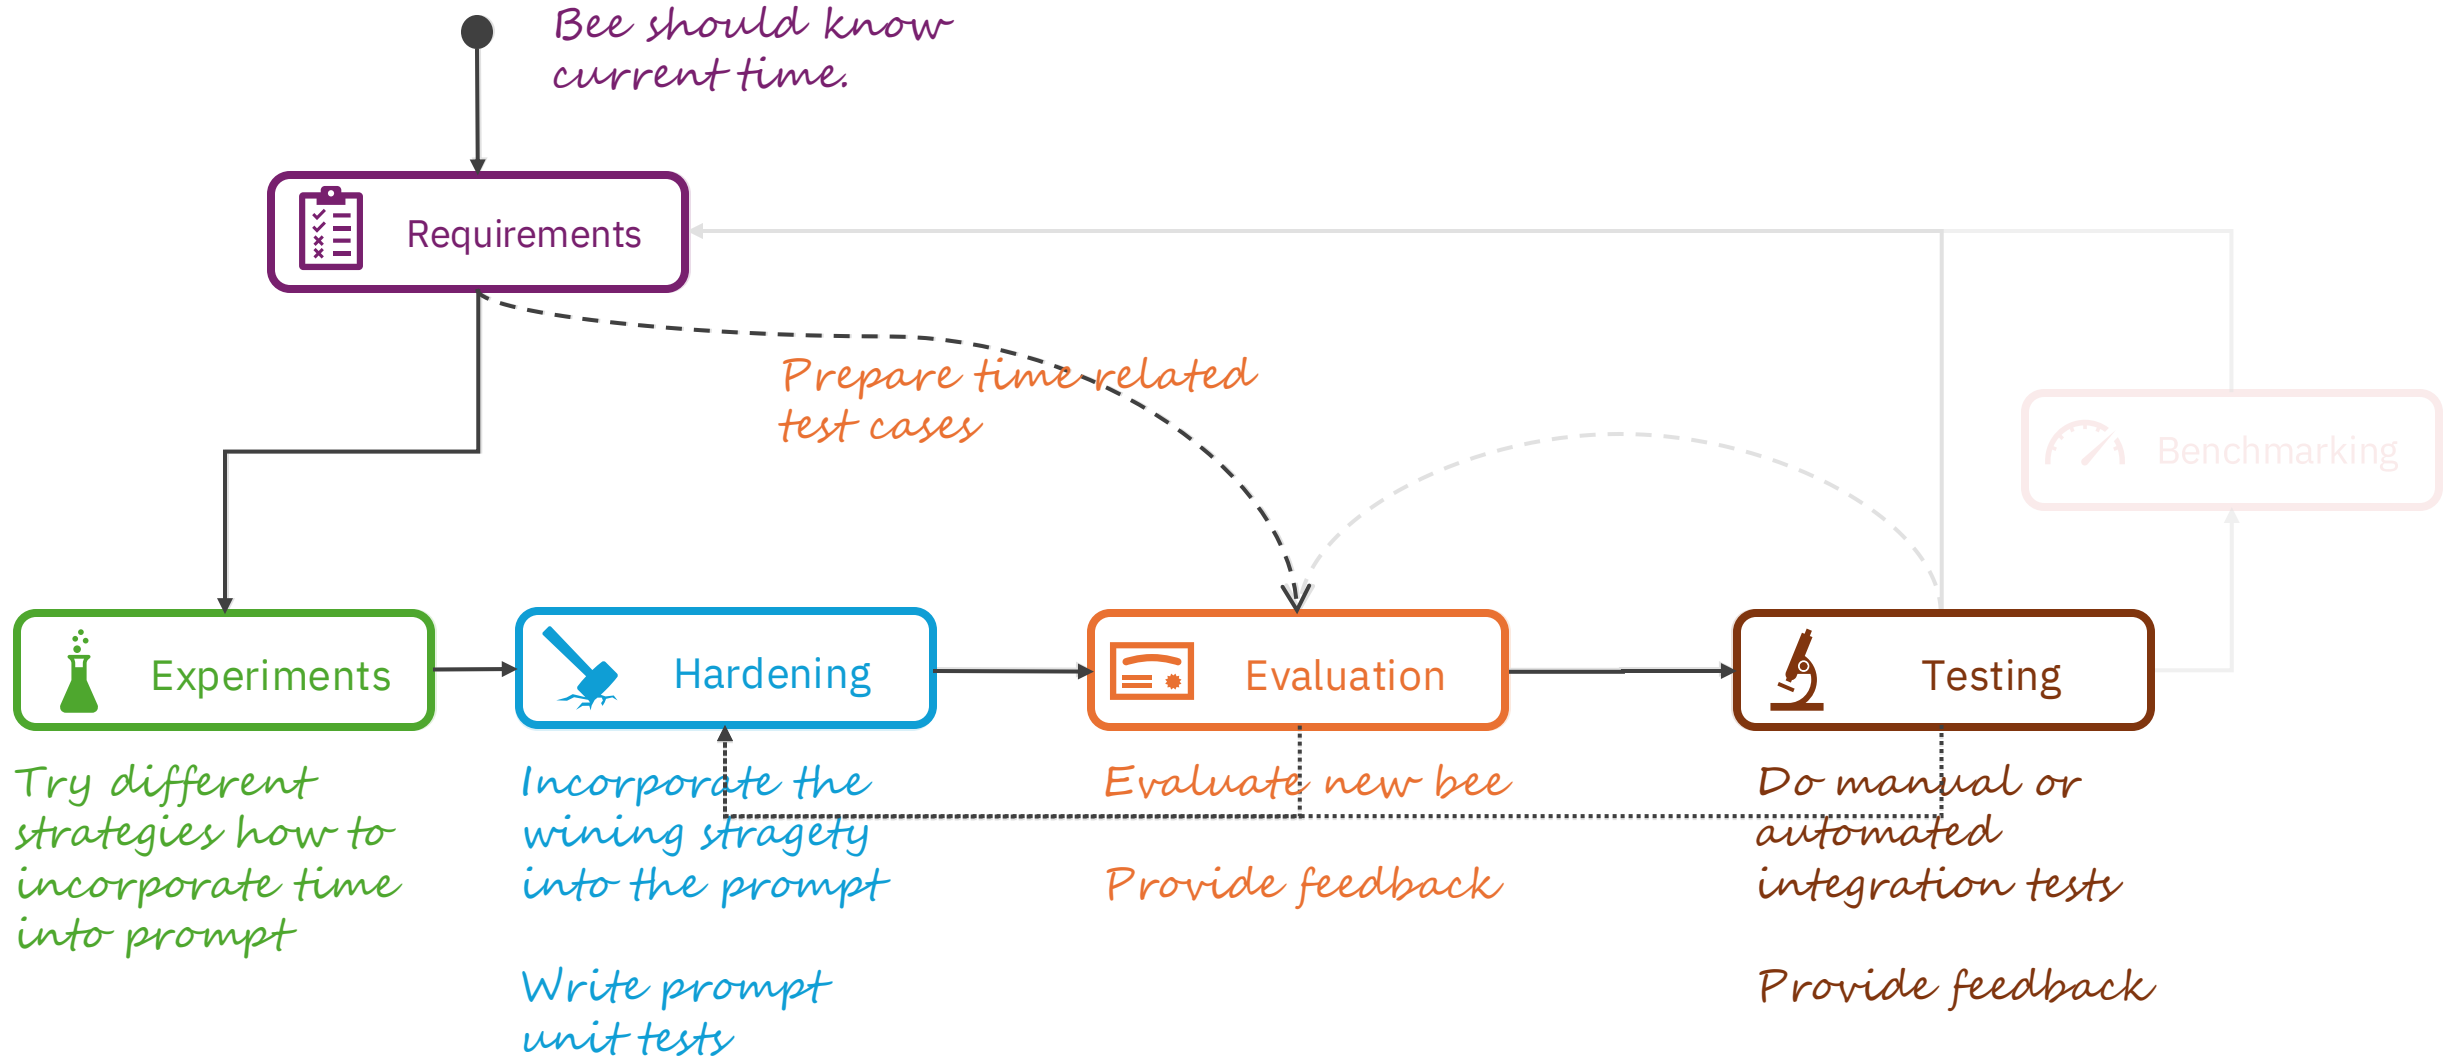 Bee should know
current time.
Requirements
Prepare time related
test cases
Benchmarking
Experiments
Hardening
Evaluation
Testing
Try different
strategies how to
incorporate time
into prompt
Incorporate the
wining stragety
into the prompt
Write prompt
unit tests
Evaluate new bee
Provide feedback
Do manual or
automated
integration tests
Provide feedback